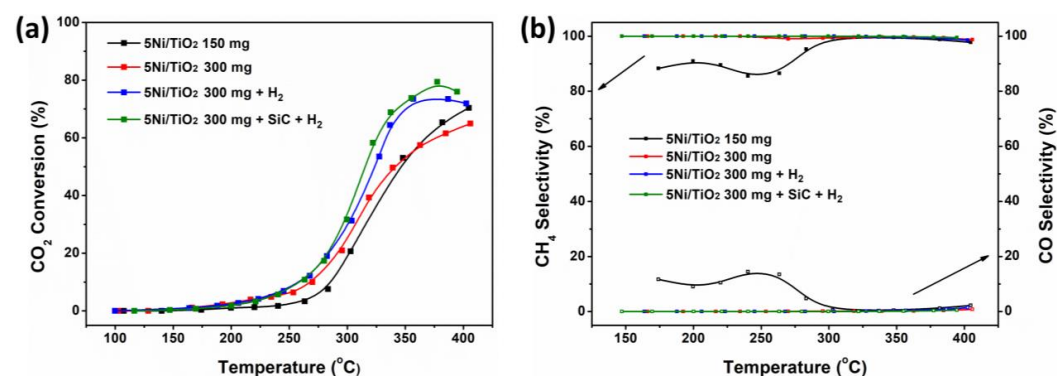 (a)
CO2 Conversion (%)
100
80
60
40
20
0
5Ni/TiO2 150 mg
5Ni/TiO2 300 mg
5Ni/TiO2 300 mg + H2
5Ni/TiO2 300 mg + SiC + H2
100 150 200 250 300 350 400
Temperature (°C)
(b)
CH4 Selectivity (%)
100
80
60
40
20
0
5Ni/TiO2 150 mg
5Ni/TiO2 300 mg
5Ni/TiO2 300 mg + H2
5Ni/TiO2 300 mg + SiC + H2
100
80
60
40
20
0
CO Selectivity (%)
100 150 200 250 300 350 400
Temperature (°C)